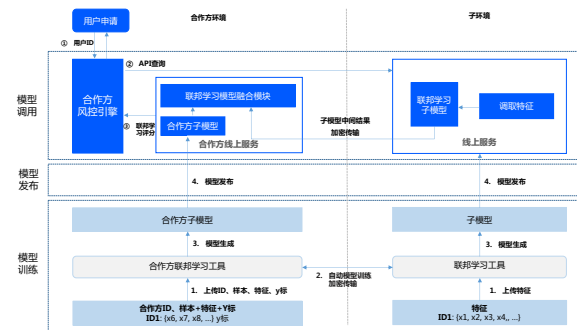 合作方环境
子环境
用户申请
① 用户ID
② API查询
模型
调用
合作方
风控引擎
联邦学习模型融合模块
合作方子模型
合作方线上服务
③ 联邦学
习评分
子模型中间结果
加密传输
联邦学习
子模型
调取特征
线上服务
模型
发布
4. 模型发布
4. 模型发布
模型
训练
合作方子模型
子模型
3. 模型生成
3. 模型生成
合作方联邦学习工具
2. 自动模型训练
加密传输
联邦学习工具
1. 上传ID、样本、特征、y标
1. 上传特征
合作方ID、样本+特征+Y标
ID1: {x6, x7, x8, ...} y标
特征
ID1: {x1, x2, x3, x4,, ...}